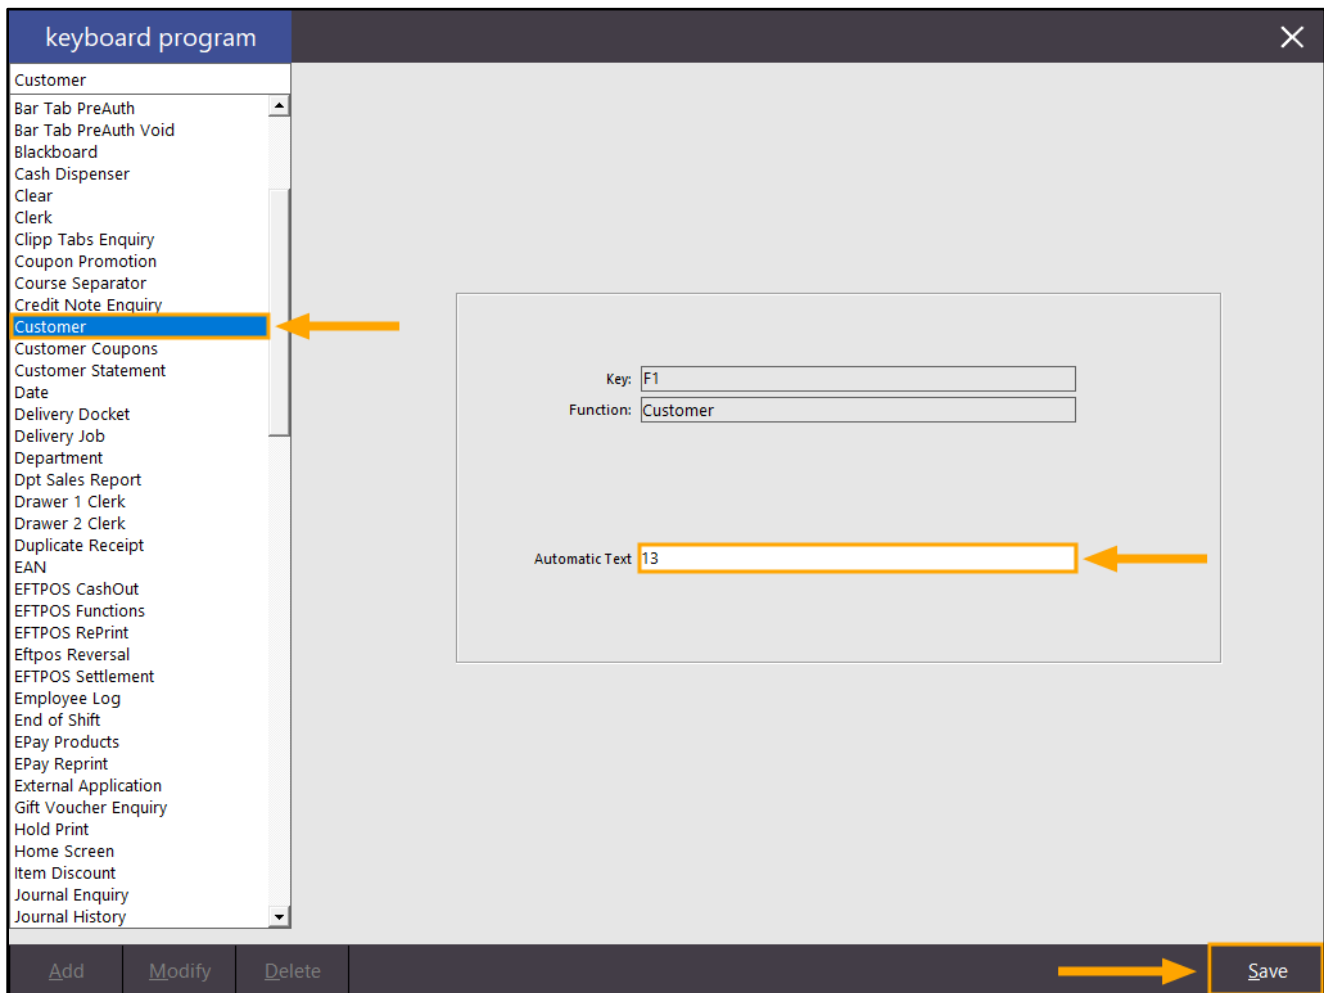 keyboard program
Customer
Bar Tab PreAuth
Bar Tab PreAuth Void
Blackboard
Cash Dispenser
Clear
Clerk
Clipp Tabs Enquiry
Coupon Promotion
Course Separator
Credit Note Enquiry
Customer
Customer Coupons
Customer Statement
Date
Delivery Docket
Delivery Job
Department
Dpt Sales Report
Drawer 1 Clerk
Drawer 2 Clerk
Duplicate Receipt
EAN
EFTPOS CashOut
EFTPOS Functions
EFTPOS RePrint
Eftpos Reversal
EFTPOS Settlement
Employee Log
End of Shift
EPay Products
EPay Reprint
External Application
Gift Voucher Enquiry
Hold Print
Home Screen
Item Discount
Journal Enquiry
Journal History
Key: F1
Function: Customer
Automatic Text 13
Add Modify Delete Save